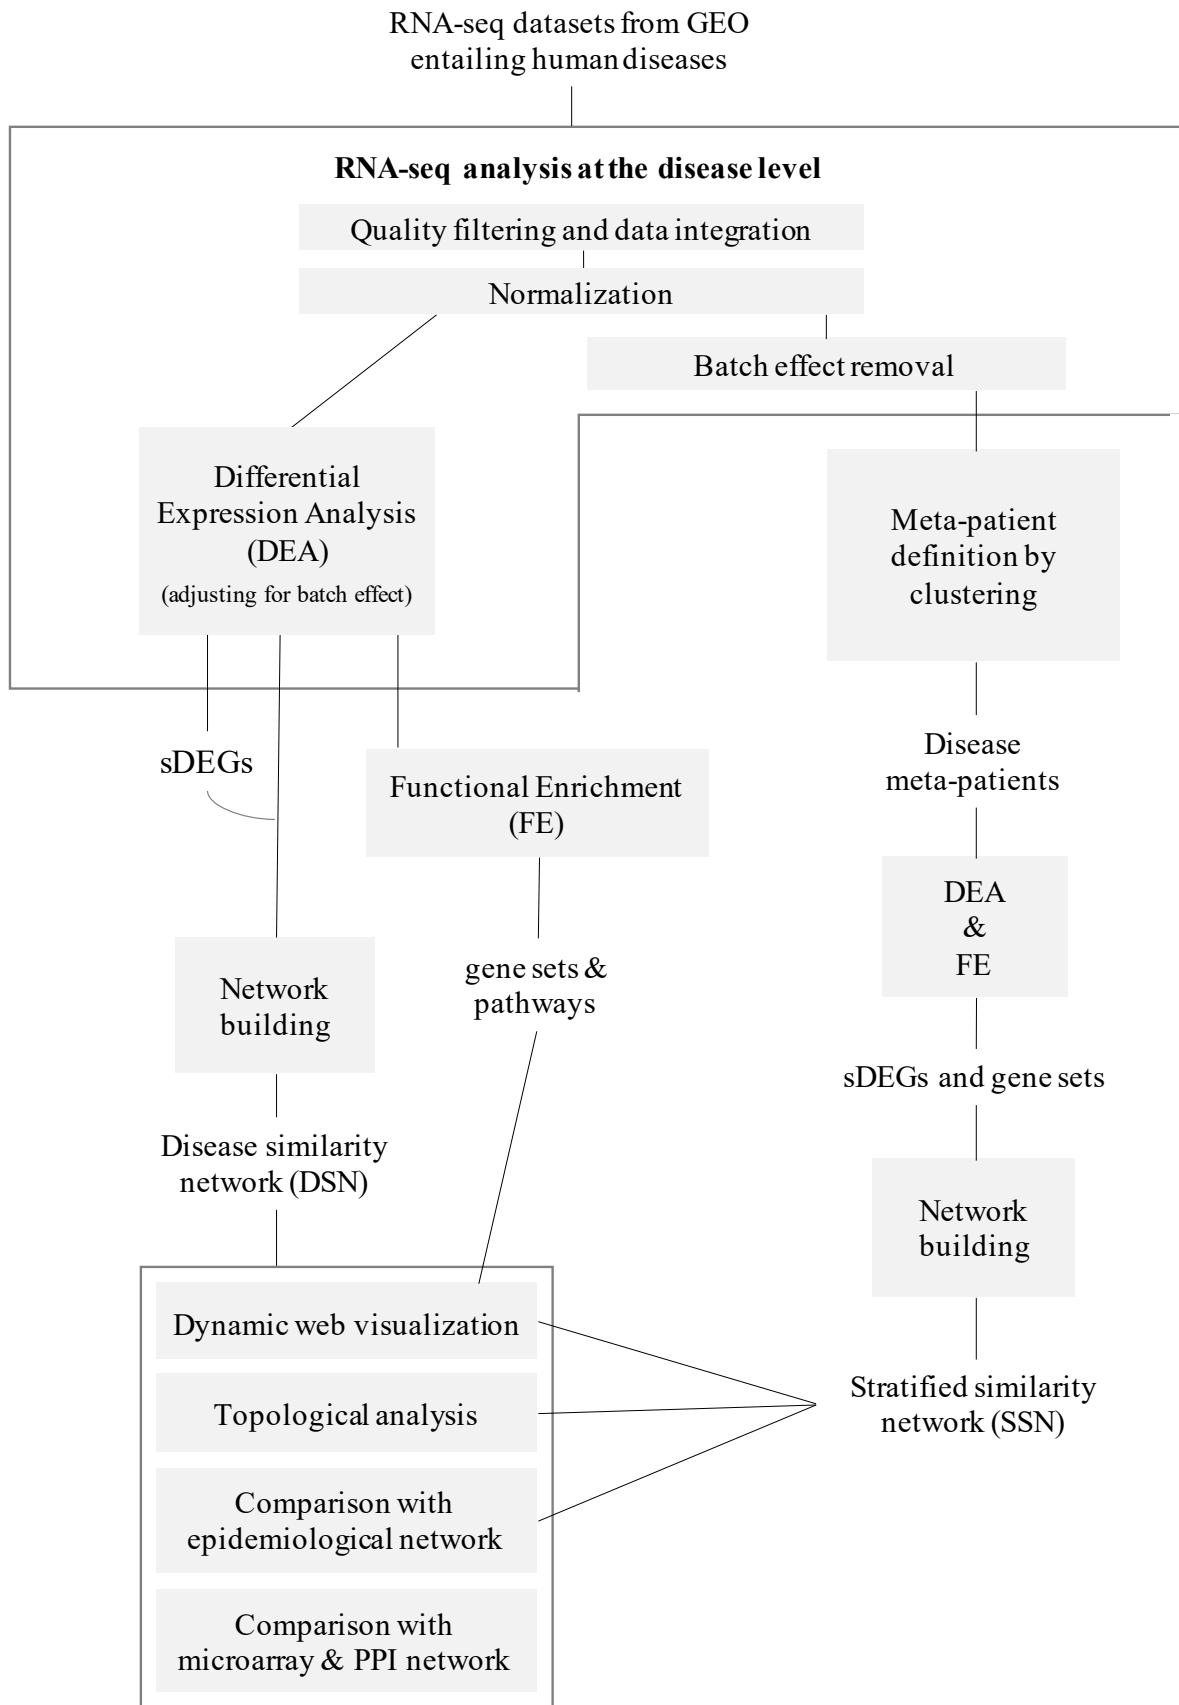 RNA-seq datasets from GEO
entailing human diseases
RNA-seq analysis at the disease level
Quality filtering and data integration
Normalization
Batch effect removal
Differential
Expression Analysis
(DEA)
(adjusting for batch effect)
Meta-patient
definition by
clustering
sDEGs
Functional Enrichment
(FE)
Disease
meta-patients
DEA
&
FE
Network
building
gene sets &
pathways
sDEGs and gene sets
Disease similarity
network (DSN)
Network
building
Dynamic web visualization
Topological analysis
Comparison with
epidemiological network
Comparison with
microarray & PPI network
Stratified similarity
network (SSN)